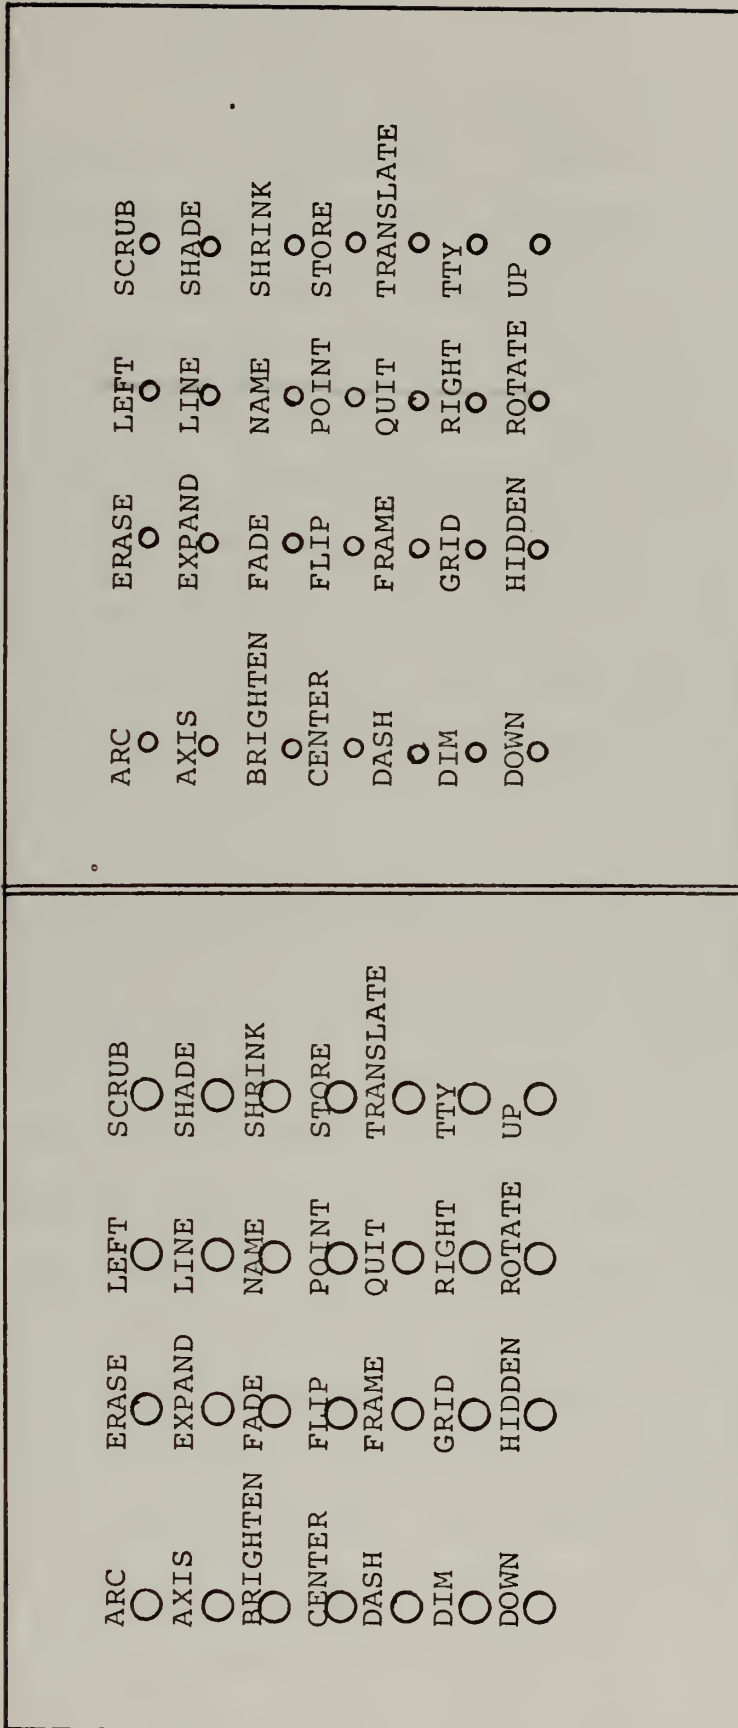 ARC ERASE LEFT SCRUB
AXIS EXPAND LINE SHADE
BRIGHTEN FADE NAME SHRINK
CENTER FLIP POINT STORE
DASH FRAME QUIT TRANSLATE
DIM GRID RIGHT TTY
DOWN HIDDEN ROTATE UP
ARC ERASE LEFT SCRUB
AXIS EXPAND LINE SHADE
BRIGHTEN FADE NAME SHRINK
CENTER FLIP POINT STORE
DASH FRAME QUIT TRANSLATE
DIM GRID RIGHT TTY
DOWN HIDDEN ROTATE UP